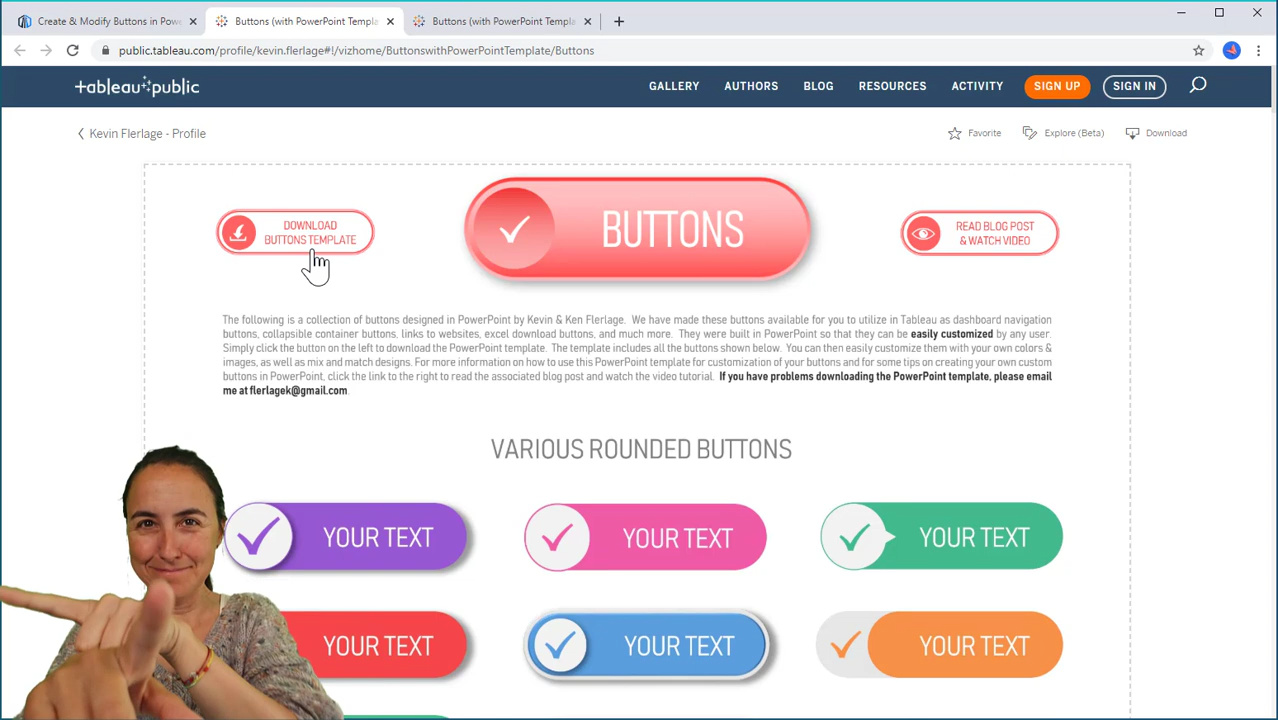 Create & Modify Buttons in Powe
Buttons (with PowerPoint Templa
Buttons (with PowerPoint Templa
public.tableau.com/profile/kevin.flerlage#!/vizhome/ButtonswithPowerPointTemplate/Buttons
+ableau+public
GALLERY
AUTHORS
BLOG
RESOURCES
ACTIVITY
SIGN UP
SIGN IN
Kevin Flerlage - Profile
Favorite
Explore (Beta)
Download
DOWNLOAD
BUTTONS TEMPLATE
BUTTONS
READ BLOG POST
& WATCH VIDEO
The following is a collection of buttons designed in PowerPoint by Kevin & Ken Flerlage. We have made these buttons available for you to utilize in Tableau as dashboard navigation
buttons, collapsible container buttons, links to websites, excel download buttons, and much more. They were built in PowerPoint so that they can be easily customized by any user.
Simply click the button on the left to download the PowerPoint template. The template includes all the buttons shown below. You can then easily customize them with your own colors &
images, as well as mix and match designs. For more information on how to use this PowerPoint template for customization of your buttons and for some tips on creating your own custom
buttons in PowerPoint, click the link to the right to read the associated blog post and watch the video tutorial. If you have problems downloading the PowerPoint template, please email
me at flerlagek@gmail.com.
VARIOUS ROUNDED BUTTONS
YOUR TEXT
YOUR TEXT
YOUR TEXT
YOUR TEXT
YOUR TEXT
YOUR TEXT